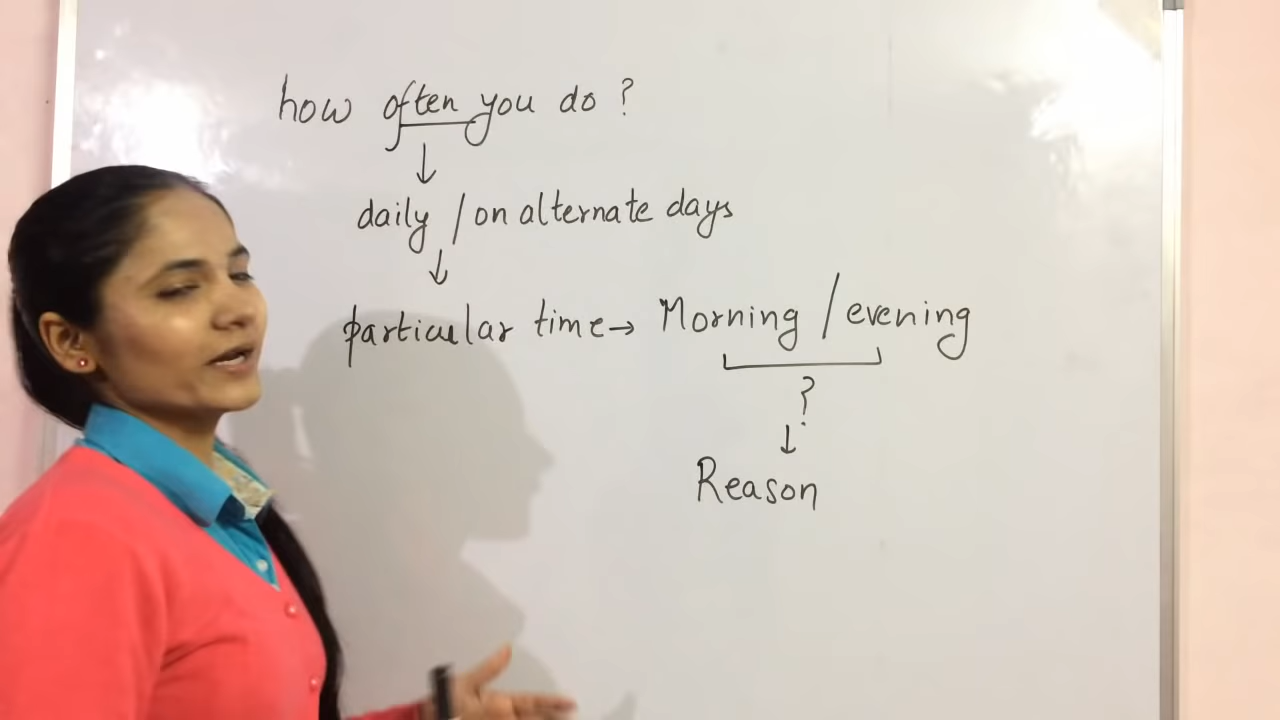 how often you do ?
↓
daily / on alternate days
↓
particular time → Morning / evening
?
↓
Reason